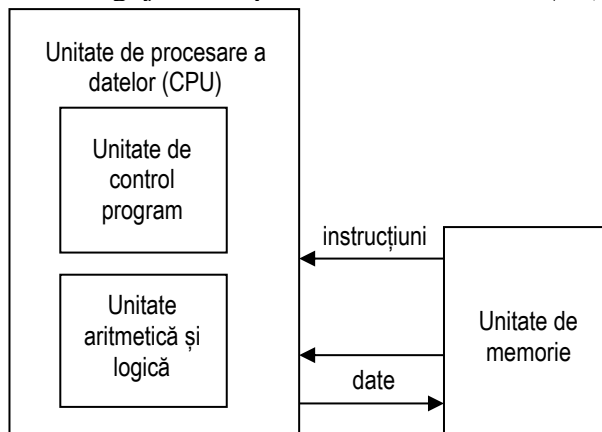 Unitate de procesare a
datelor (CPU)
Unitate de
control
program
instrucțiuni
Unitate
aritmetică și
logică
Unitate de
memorie
date